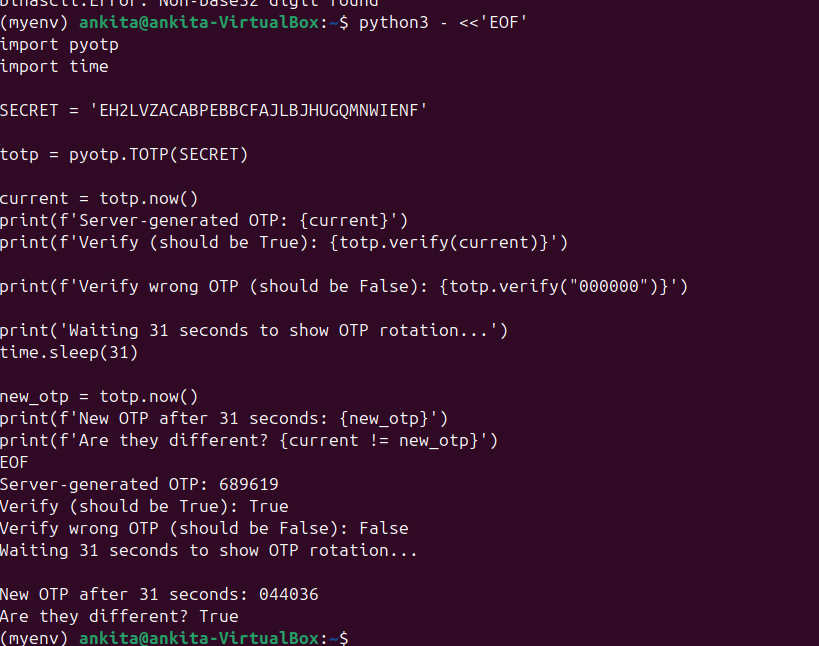 binascii.Error: Non-base32 digit found
(myenv) ankita@ankita-VirtualBox:~$ python3 - <<'EOF'
import pyotp
import time
SECRET = 'EH2LVZACABPEBBCFAJLBJHUGQMNWIENF'
totp = pyotp.TOTP(SECRET)
current = totp.now()
print(f'Server-generated OTP: {current}')
print(f'Verify (should be True): {totp.verify(current)}')
print(f'Verify wrong OTP (should be False): {totp.verify("000000")}')
print('Waiting 31 seconds to show OTP rotation...')
time.sleep(31)
new_otp = totp.now()
print(f'New OTP after 31 seconds: {new_otp}')
print(f'Are they different? {current != new_otp}')
EOF
Server-generated OTP: 689619
Verify (should be True): True
Verify wrong OTP (should be False): False
Waiting 31 seconds to show OTP rotation...
New OTP after 31 seconds: 044036
Are they different? True
(myenv) ankita@ankita-VirtualBox:~$